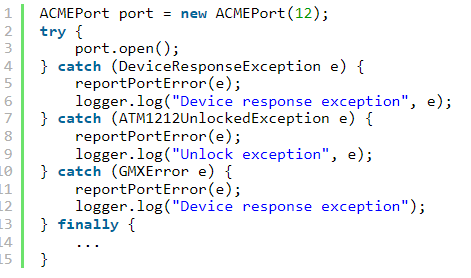 1 ACMEPort port = new ACMEPort(12);
2 try {
3     port.open();
4 } catch (DeviceResponseException e) {
5     reportPortError(e);
6     logger.log("Device response exception", e);
7 } catch (ATM1212UnlockedException e) {
8     reportPortError(e);
9     logger.log("Unlock exception", e);
10 } catch (GMXError e) {
11     reportPortError(e);
12     logger.log("Device response exception");
13 } finally {
14     ...
15 }